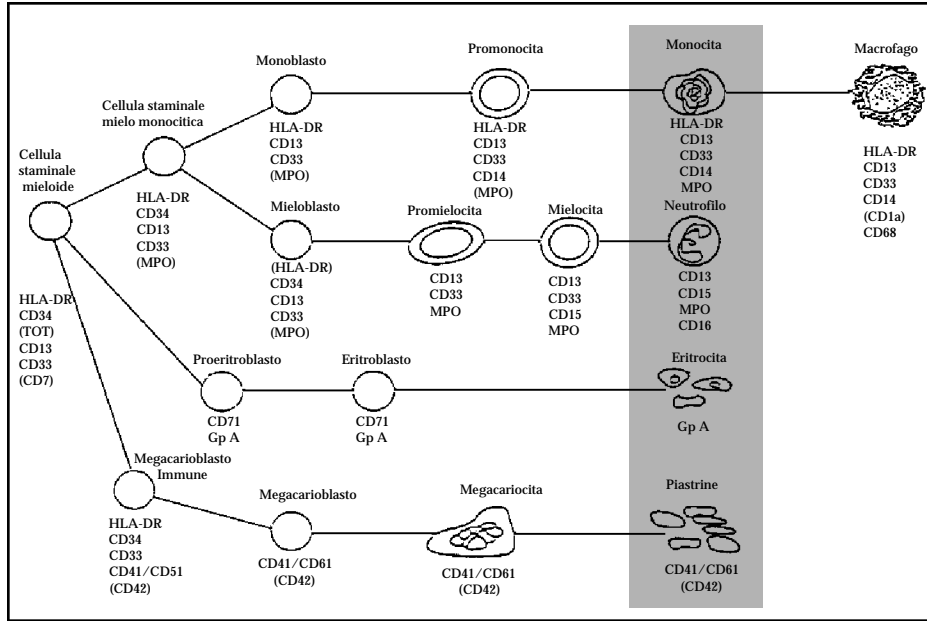 Cellula
staminale
mieloide
HLA-DR
CD34
(TOT)
CD13
CD33
(CD7)
Cellula staminale
mielo monocitica
HLA-DR
CD34
CD13
CD33
(MPO)
Monoblasto
HLA-DR
CD13
CD33
(MPO)
Promonocita
HLA-DR
CD13
CD33
CD14
(MPO)
Monocita
HLA-DR
CD13
CD33
CD14
MPO
Macrofago
HLA-DR
CD13
CD33
CD14
(CD1a)
CD68
Mieloblasto
(HLA-DR)
CD34
CD13
CD33
(MPO)
Promielocita
CD13
CD33
MPO
Mielocita
CD13
CD33
CD15
MPO
Neutrofilo
CD13
CD15
MPO
CD16
Proeritroblasto
CD71
Gp A
Eritroblasto
CD71
Gp A
Eritrocita
Gp A
Megacarioblasto
Immune
HLA-DR
CD34
CD33
CD41/CD51
(CD42)
Megacarioblasto
CD41/CD61
(CD42)
Megacariocita
CD41/CD61
(CD42)
Piastrine
CD41/CD61
(CD42)